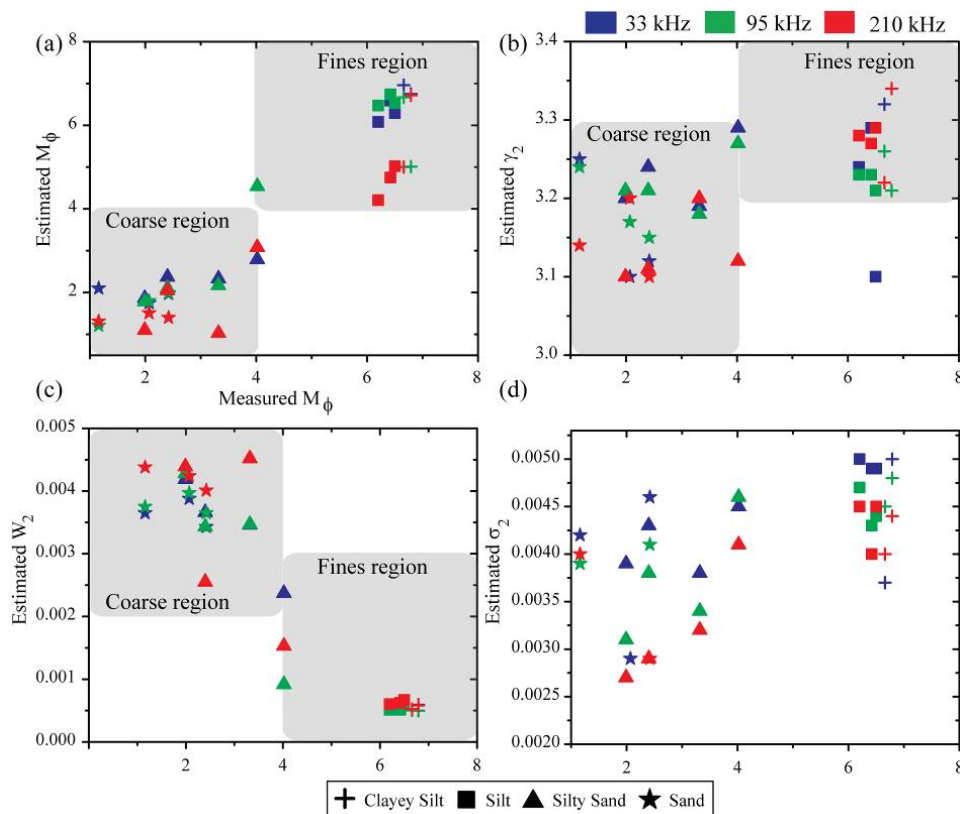 33 kHz 95 kHz 210 kHz
(a)
Fines region
Coarse region
Estimated M ϕ
8
6
4
2
2 4 6 8
Measured M ϕ
(b)
Fines region
Coarse region
Estimated γ2
3.4
3.3
3.2
3.1
3.0
2 4 6 8
(c)
Coarse region
Fines region
Estimated W2
0.005
0.004
0.003
0.002
0.001
0.000
2 4 6 8
(d)
Estimated σ2
0.0050
0.0045
0.0040
0.0035
0.0030
0.0025
0.0020
2 4 6 8
Clayey Silt Silt Silty Sand Sand